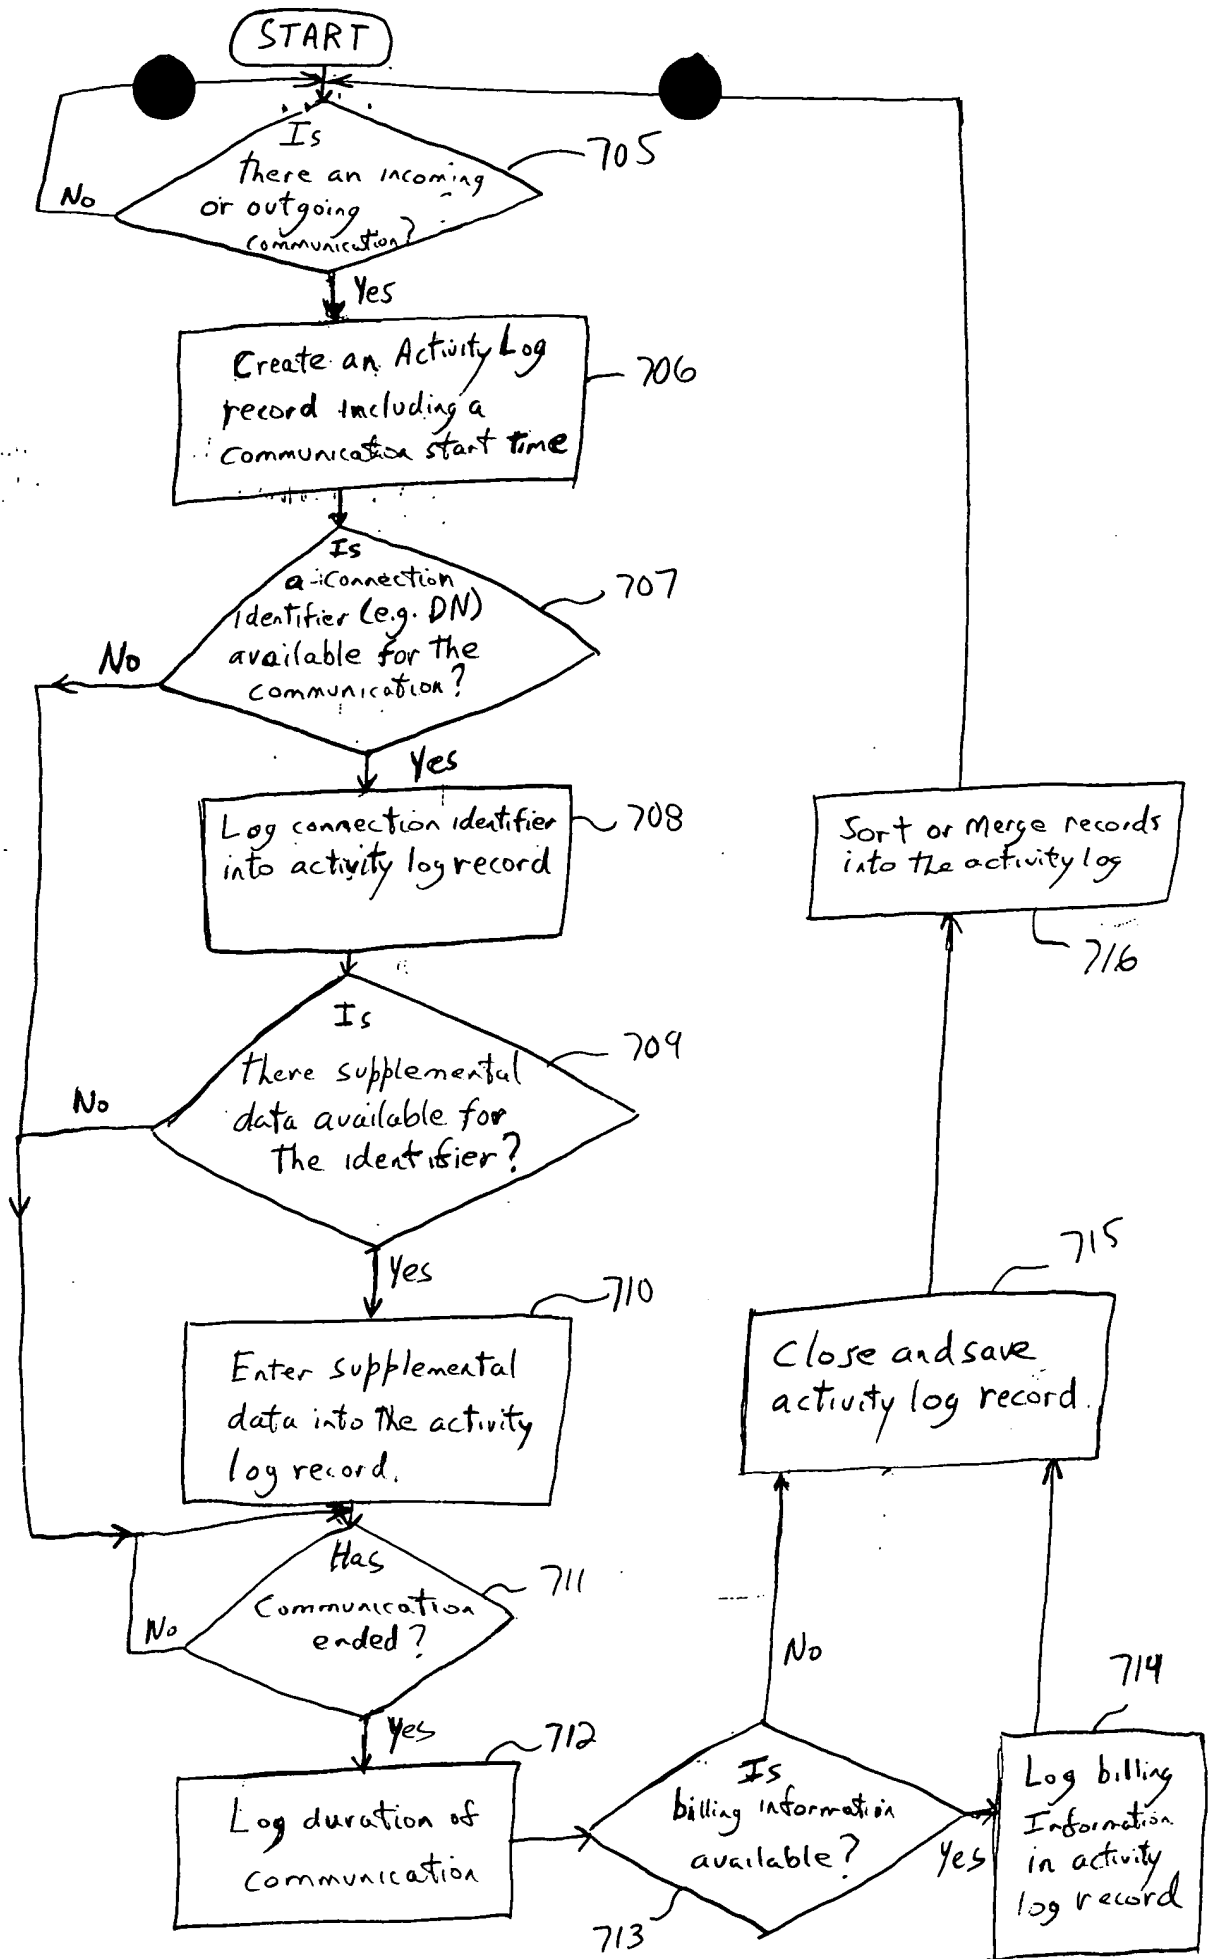 START
Is
there an incoming
or outgoing
communication?
705
No
Yes
Create an Activity Log
record including a
communication start time
706
Is
a connection
identifier (e.g. DN)
available for the
communication?
707
No
Yes
Log connection identifier
into activity log record
708
Is
there supplemental
data available for
the identifier?
709
No
Yes
710
Enter supplemental
data into the activity
log record.
Has
communication
ended?
711
No
Yes
712
Log duration of
communication
Is
billing information
available?
713
No
Yes
714
Log billing
Information
in activity
log record
715
Close and save
activity log record.
Sort or Merge records
into the activity log
716